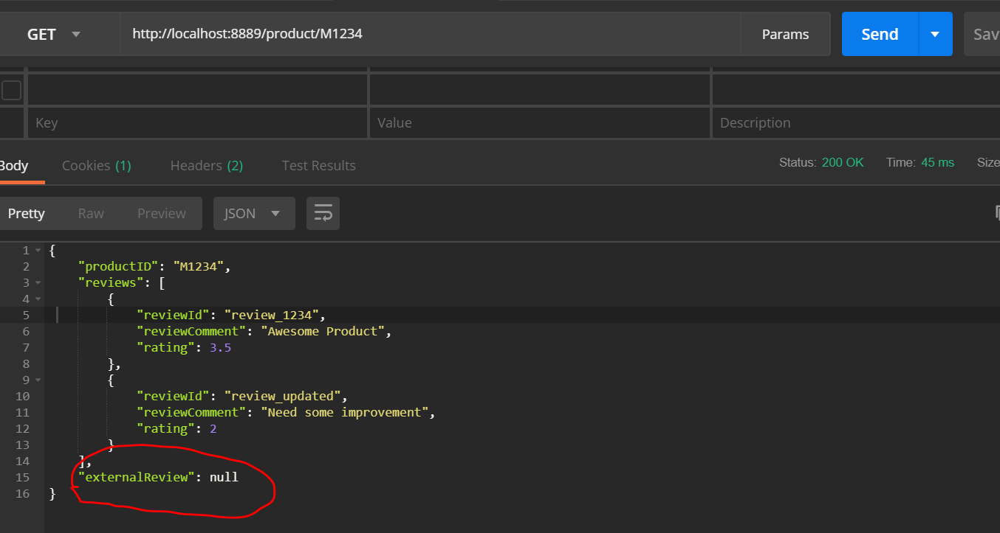 GET http://localhost:8889/product/M1234 Params Send Sav
Key Value Description
Body Cookies (1) Headers (2) Test Results Status: 200 OK Time: 45 ms Size
Pretty Raw Preview JSON
1 {
2 "productID": "M1234",
3 "reviews": [
4 {
5 "reviewId": "review_1234",
6 "reviewComment": "Awesome Product",
7 "rating": 3.5
8 },
9 {
10 "reviewId": "review_updated",
11 "reviewComment": "Need some improvement",
12 "rating": 2
13 }
14 ],
15 "externalReview": null
16 }